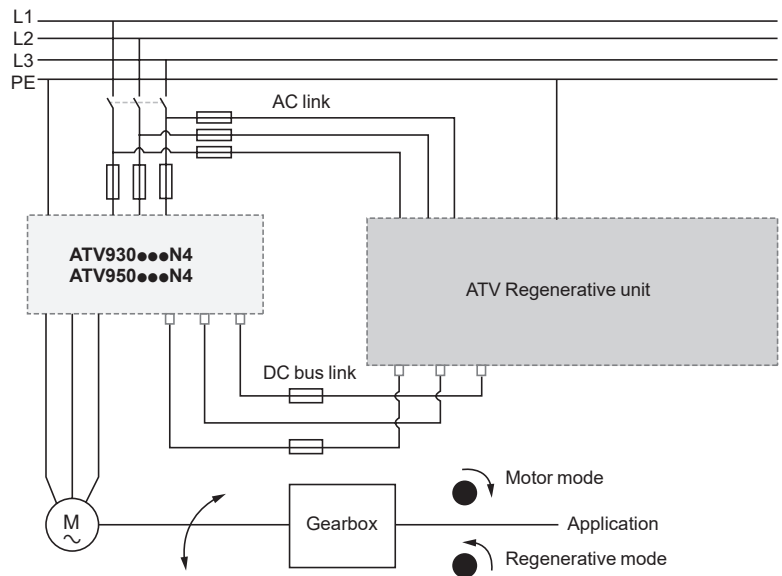 L1
L2
L3
PE
AC link
ATV930●●●N4
ATV950●●●N4
ATV Regenerative unit
DC bus link
Motor mode
M
~
Gearbox
Application
Regenerative mode